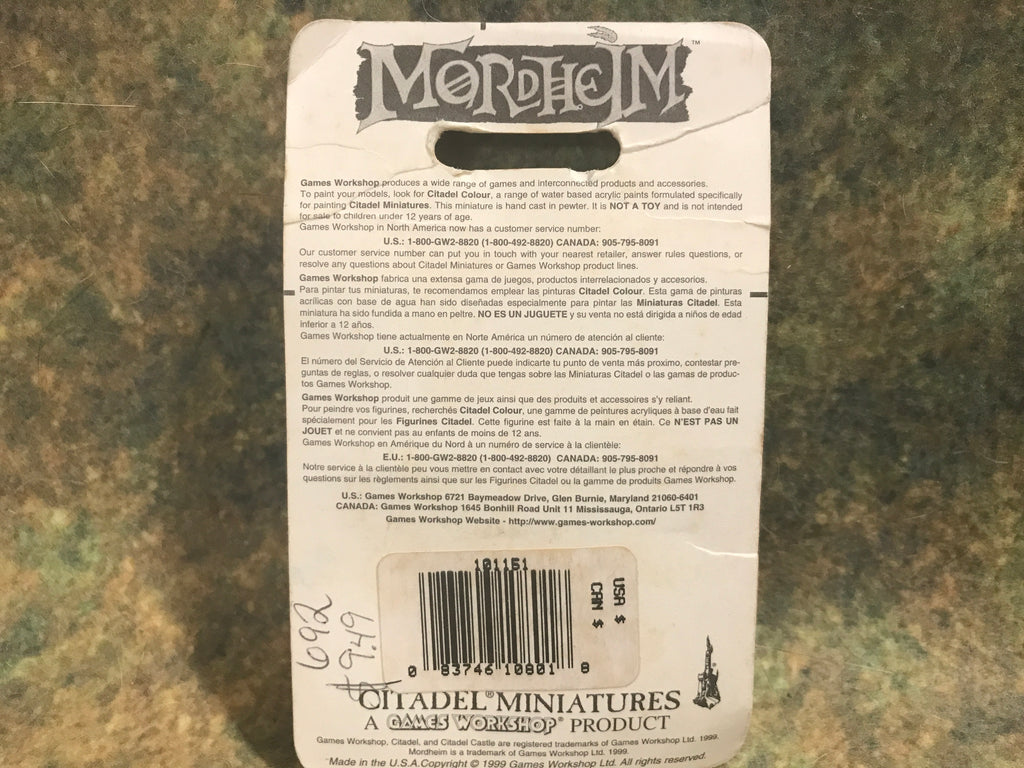 MORDHEIM™
Games Workshop produces a wide range of games and interconnected products and accessories.
To paint your models, look for Citadel Colour, a range of water based acrylic paints formulated specifically
for painting Citadel Miniatures. This miniature is hand cast in pewter. It is NOT A TOY and is not intended
for sale to children under 12 years of age.
Games Workshop in North America now has a customer service number:
U.S.: 1-800-GW2-8820 (1-800-492-8820) CANADA: 905-795-8091
Our customer service number can put you in touch with your nearest retailer, answer rules questions, or
resolve any questions about Citadel Miniatures or Games Workshop product lines.
Games Workshop fabrica una extensa gama de juegos, productos interrelacionados y accesorios.
Para pintar tus miniaturas, te recomendamos emplear las pinturas Citadel Colour. Esta gama de pinturas
acrílicas con base de agua han sido diseñadas especialmente para pintar las Miniaturas Citadel. Esta
miniatura ha sido fundida a mano en peltre. NO ES UN JUGUETE y su venta no está dirigida a niños de edad
inferior a 12 años.
Games Workshop tiene actualmente en Norte América un número de atención al cliente:
U.S.: 1-800-GW2-8820 (1-800-492-8820) CANADA: 905-795-8091
El número del Servicio de Atención al Cliente puede indicarte tu punto de venta más proximo, contestar pre-
guntas de reglas, o resolver cualquier duda que tengas sobre las Miniaturas Citadel o las gamas de produc-
tos Games Workshop.
Games Workshop produit une gamme de jeux ainsi que des produits et accessoires s'y reliant.
Pour peindre vos figurines, recherchés Citadel Colour, une gamme de peintures acryliques à base d'eau fait
spécialement pour les Figurines Citadel. Cette figurine est faite à la main en étain. Ce N'EST PAS UN
JOUET et ne convient pas au enfants de moins de 12 ans.
Games Workshop en Amérique du Nord à un numéro de service à la clientèle:
E.U.: 1-800-GW2-8820 (1-800-492-8820) CANADA: 905-795-8091
Notre service à la clientèle peu vous mettre en contact avec votre détaillant le plus proche et répondre à vos
questions sur les règlements ainsi que sur les Figurines Citadel ou la gamme de produits Games Workshop.
U.S.: Games Workshop 6721 Baymeadow Drive, Glen Burnie, Maryland 21060-6401
CANADA: Games Workshop 1645 Bonhill Road Unit 11 Mississauga, Ontario L5T 1R3
Games Workshop Website - http://www.games-workshop.com/
101151
USA $
CAN $
0 83746 10801 8
692
$9.49
CITADEL® MINIATURES
A GAMES WORKSHOP® PRODUCT
Games Workshop, Citadel, and Citadel Castle are registered trademarks of Games Workshop Ltd. 1999.
Mordheim is a trademark of Games Workshop Ltd. 1999.
Made in the U.S.A. Copyright © 1999 Games Workshop Ltd. All rights reserved.